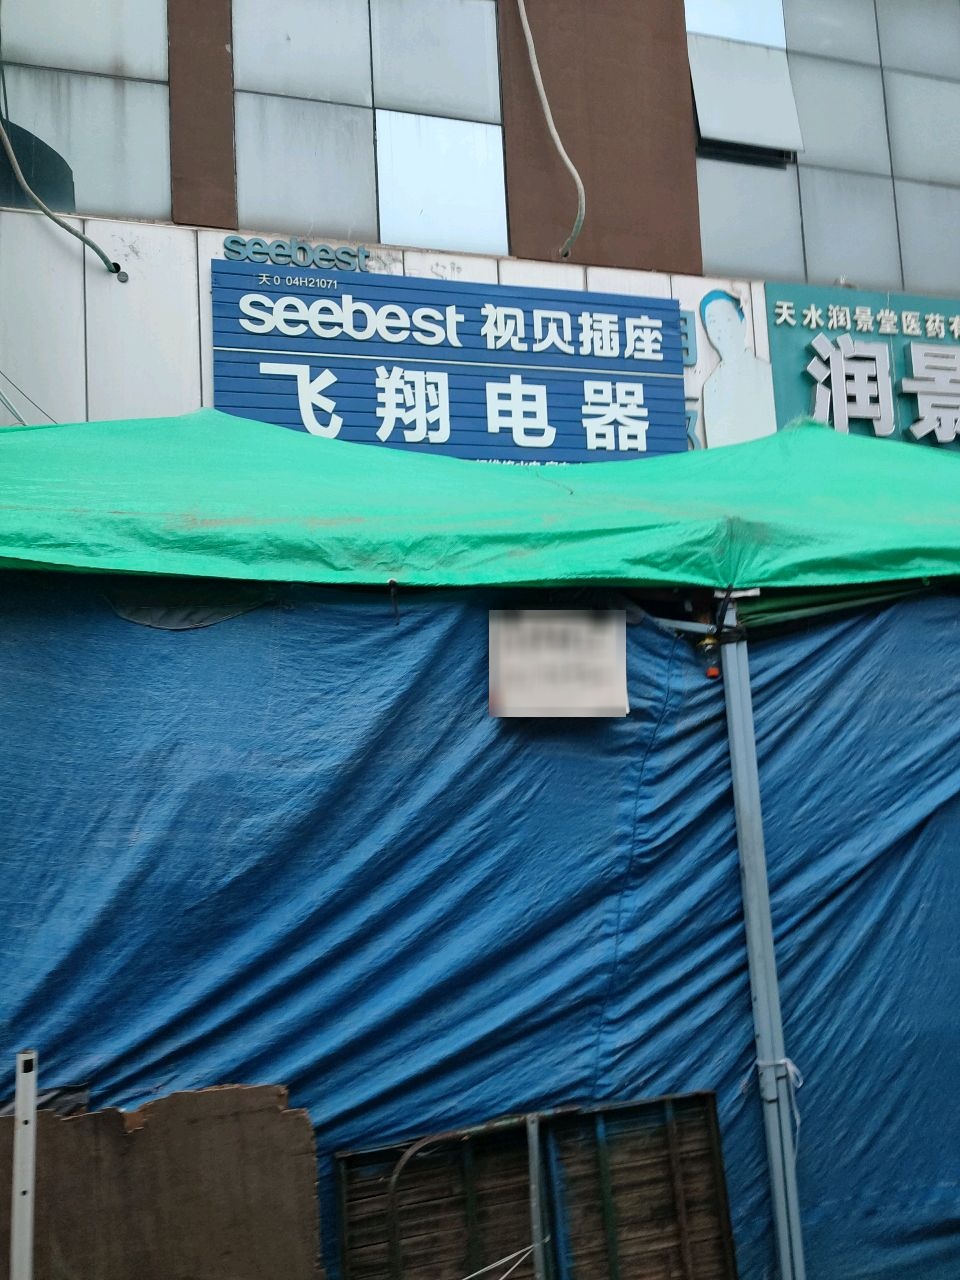 seebest
天0 04H21071
seebest 视贝插座
飞翔电器
天水润景堂医药有
润景